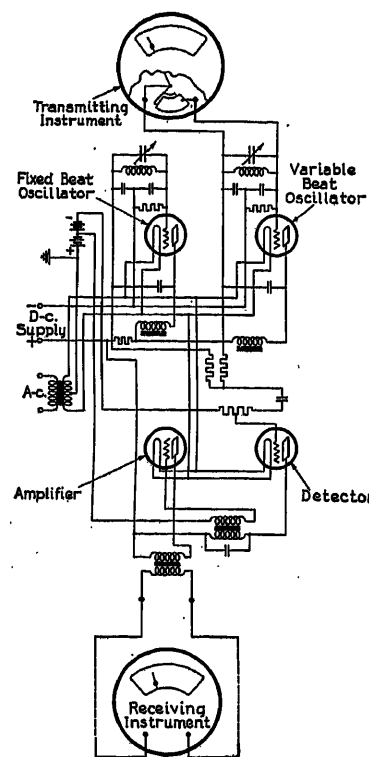 Transmitting
Instrument
Fixed Beat
Oscillator
Variable
Beat
Oscillator
-
+
-
D-c.
Supply
+
A-c.
Amplifier
Detector
Receiving
Instrument